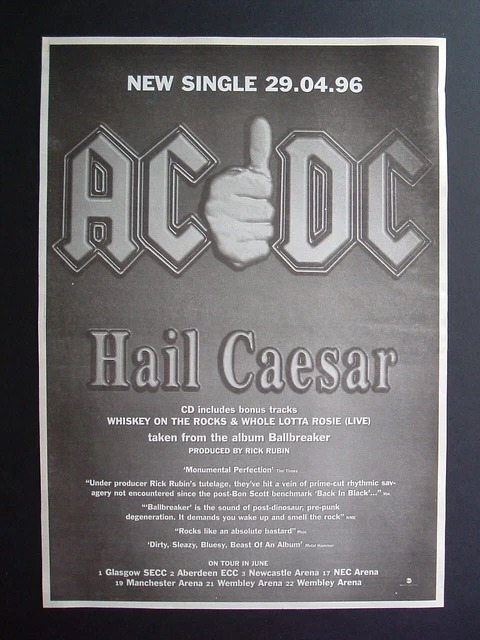 NEW SINGLE 29.04.96
AC DC
Hail Caesar
CD includes bonus tracks
WHISKEY ON THE ROCKS & WHOLE LOTTA ROSIE (LIVE)
taken from the album Ballbreaker
PRODUCED BY RICK RUBIN
'Monumental Perfection' The Times
"Under producer Rick Rubin's tutelage, they've hit a vein of prime-cut rhythmic sav-
agery not encountered since the post-Bon Scott benchmark 'Back In Black'..." Vox
"'Ballbreaker' is the sound of post-dinosaur, pre-punk
degeneration. It demands you wake up and smell the rock" NME
"Rocks like an absolute bastard"
'Dirty, Sleazy, Bluesy, Beast Of An Album' Metal Hammer
ON TOUR IN JUNE
1 Glasgow SECC 2 Aberdeen ECC 3 Newcastle Arena 17 NEC Arena
19 Manchester Arena 21 Wembley Arena 22 Wembley Arena